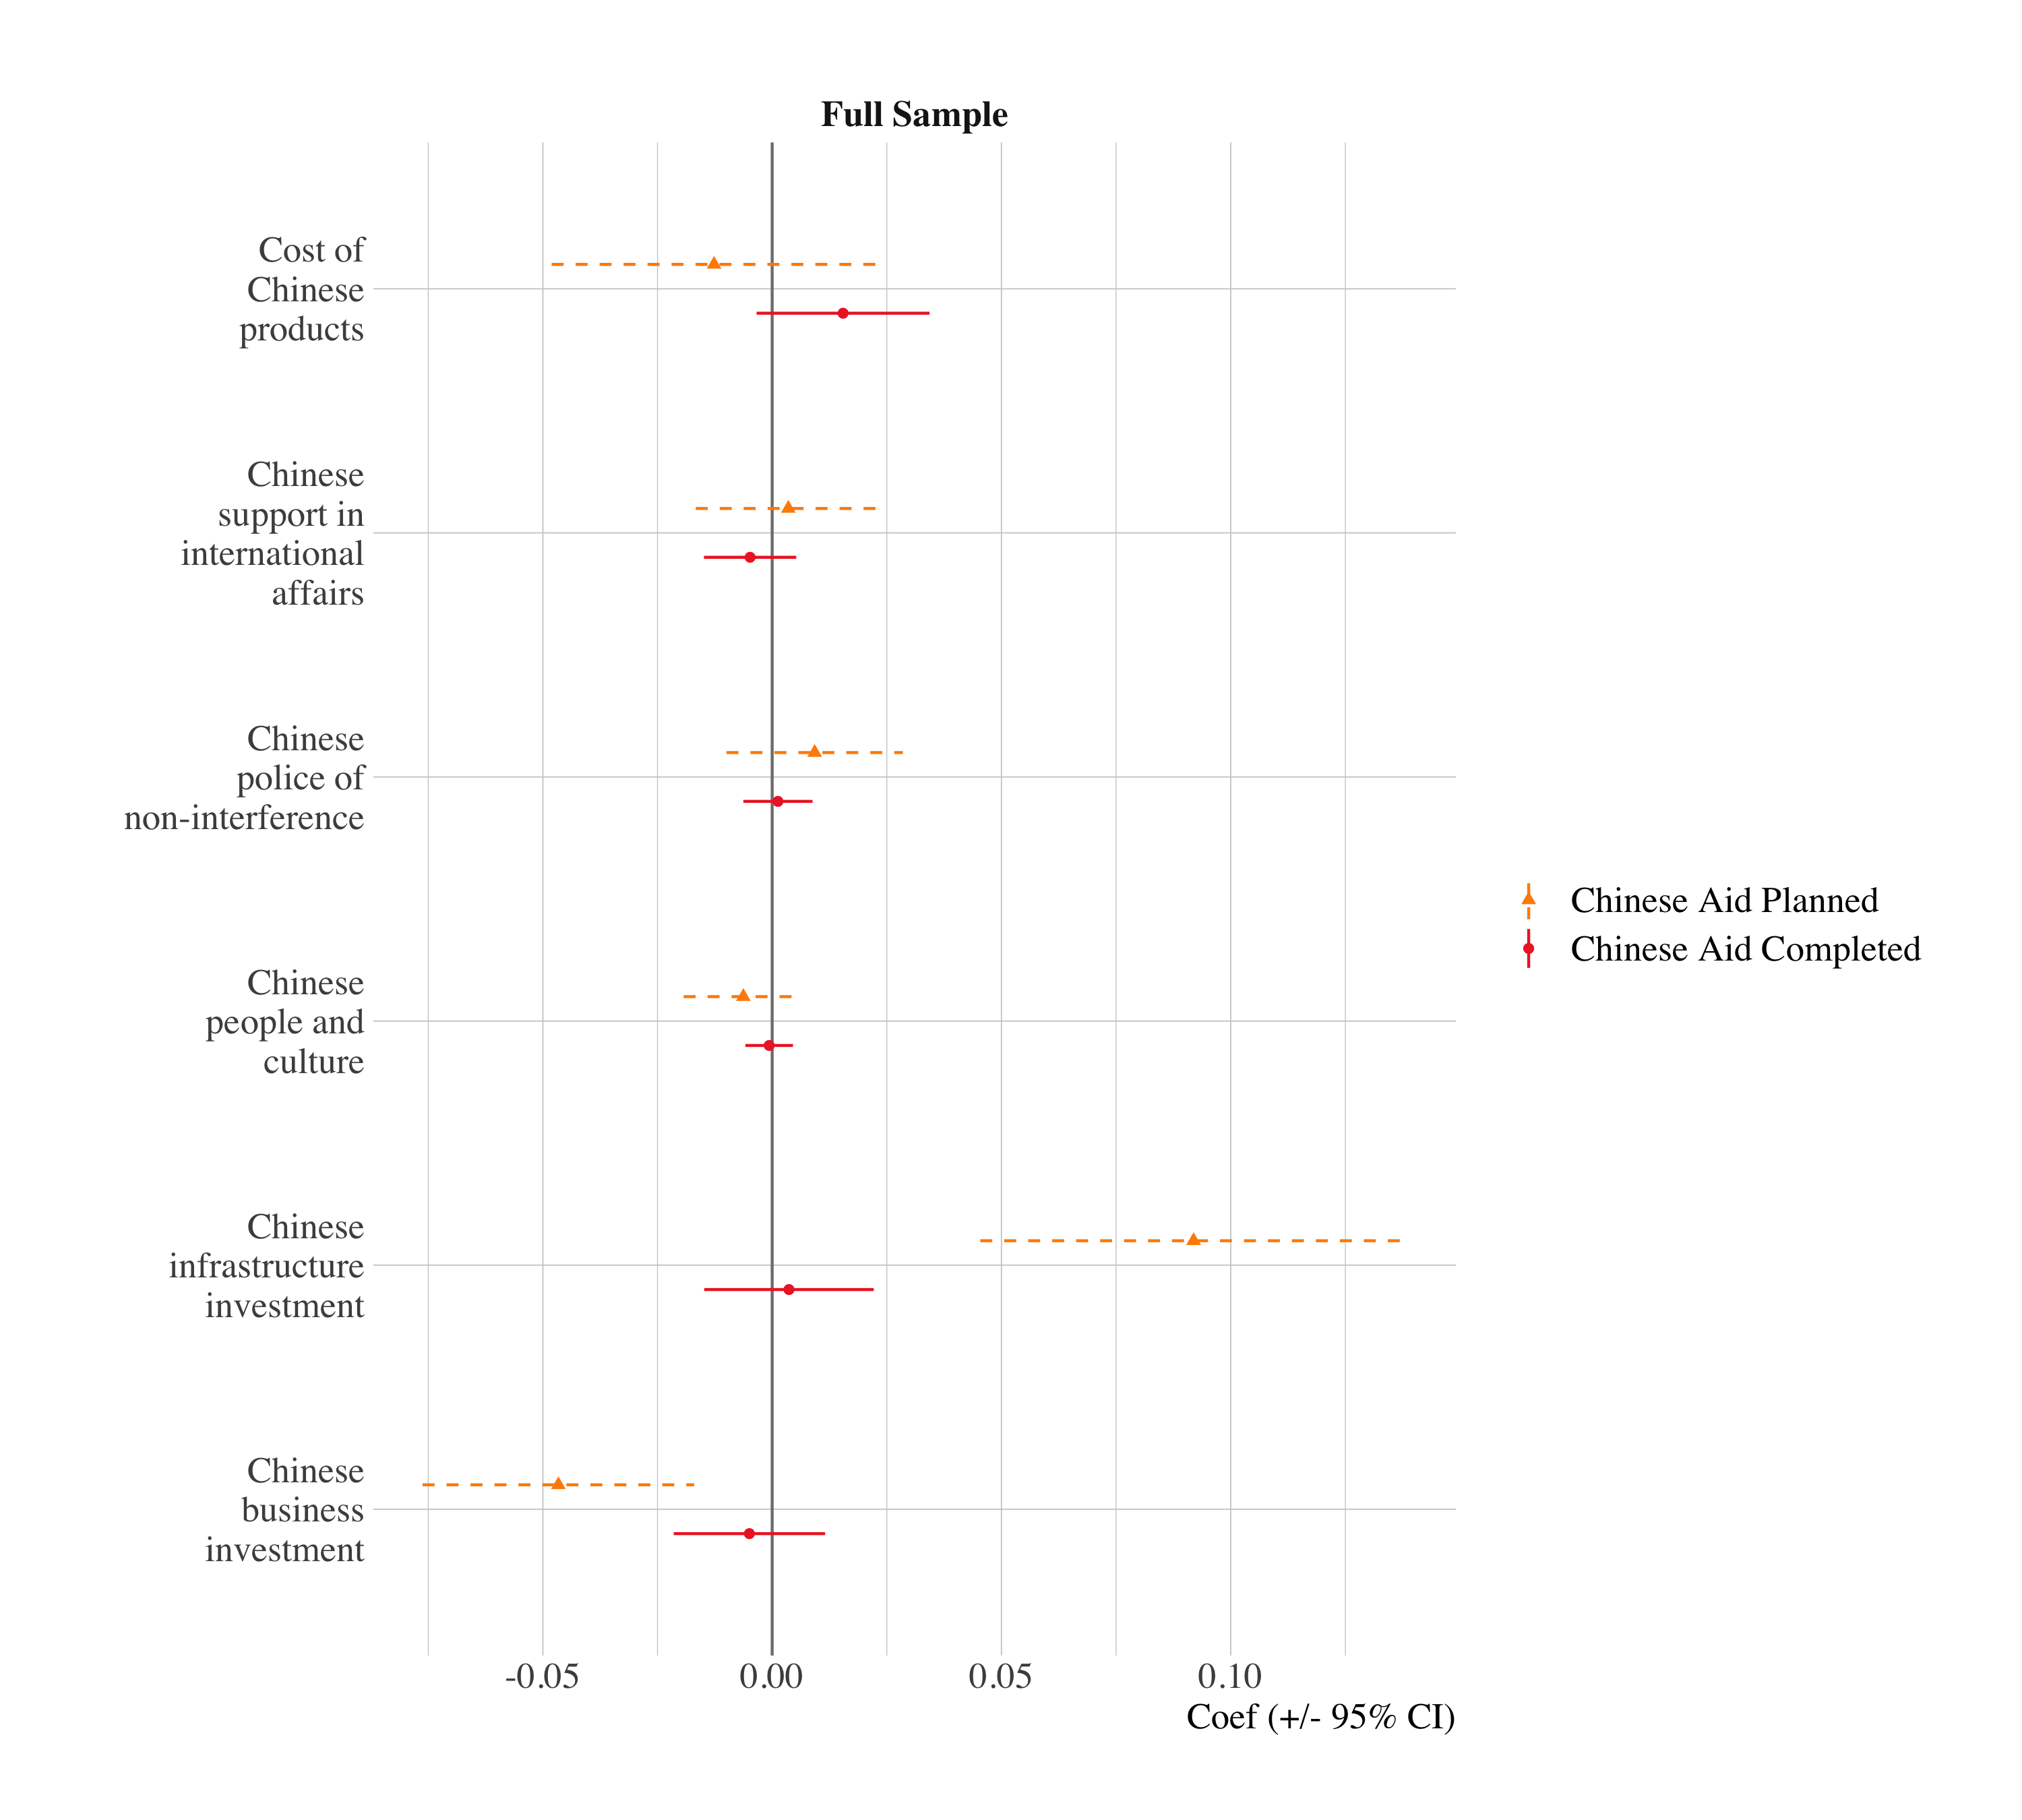 Full Sample
Cost of
Chinese
products
Chinese
support in
international
affairs
Chinese
police of
non-interference
Chinese
people and
culture
Chinese
infrastructure
investment
Chinese
business
investment
Chinese Aid Planned
Chinese Aid Completed
-0.05 0.00 0.05 0.10
Coef (+/- 95% CI)